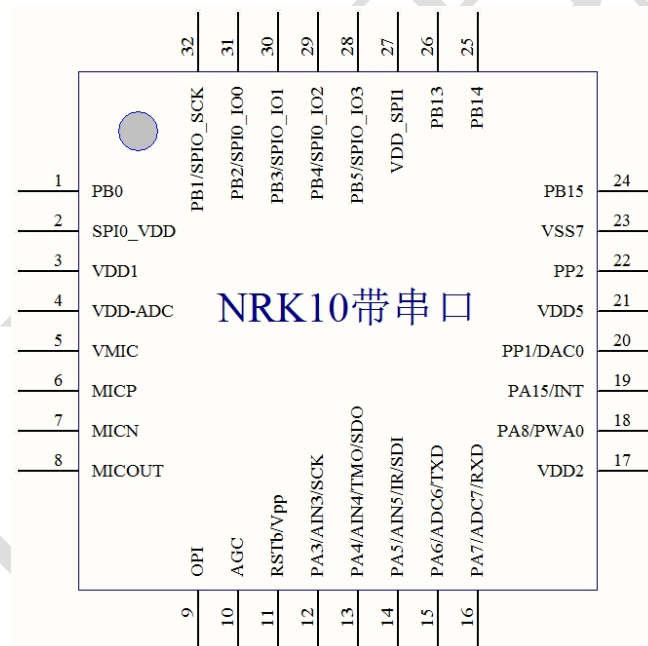 32
31
30
29
28
27
26
25
PB1/SPIO_SCK
PB2/SPI0_IO0
PB3/SPIO_IO1
PB4/SPI0_IO2
PB5/SPIO_IO3
VDD_SPI1
PB13
PB14
1 PB0
2 SPI0_VDD
3 VDD1
4 VDD-ADC
5 VMIC
6 MICP
7 MICN
8 MICOUT
NRK10带串口
PB15 24
VSS7 23
PP2 22
VDD5 21
PP1/DAC0 20
PA15/INT 19
PA8/PWA0 18
VDD2 17
OPI
AGC
RSTb/Vpp
PA3/AIN3/SCK
PA4/AIN4/TMO/SDO
PA5/AIN5/IR/SDI
PA6/ADC6/TXD
PA7/ADC7/RXD
9
10
11
12
13
14
15
16